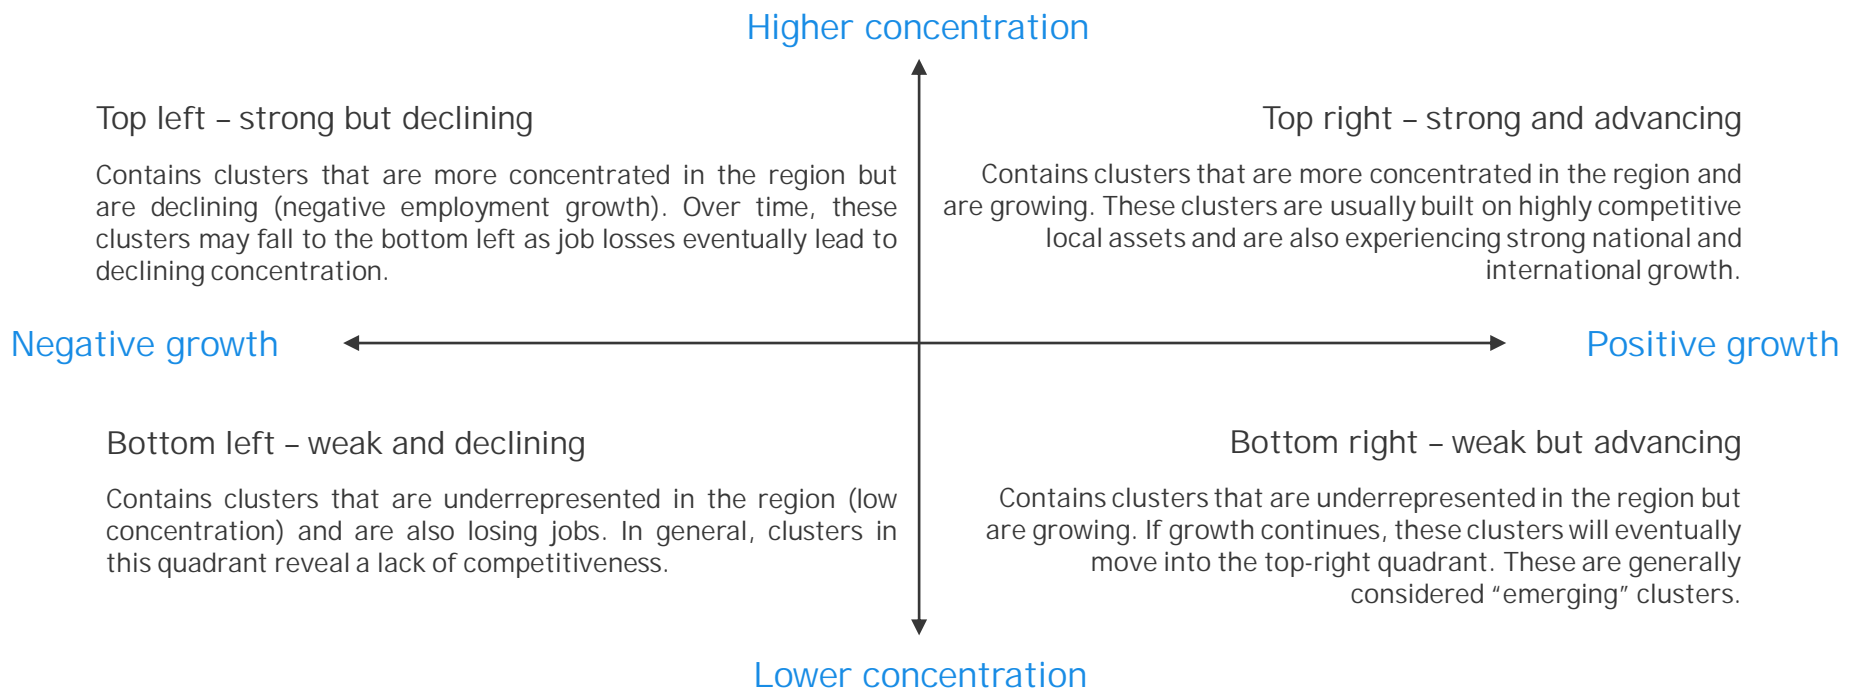 Higher concentration
Top left – strong but declining
Contains clusters that are more concentrated in the region but
are declining (negative employment growth). Over time, these
clusters may fall to the bottom left as job losses eventually lead to
declining concentration.
Top right – strong and advancing
Contains clusters that are more concentrated in the region and
are growing. These clusters are usually built on highly competitive
local assets and are also experiencing strong national and
international growth.
Negative growth
Positive growth
Bottom left – weak and declining
Contains clusters that are underrepresented in the region (low
concentration) and are also losing jobs. In general, clusters in
this quadrant reveal a lack of competitiveness.
Bottom right – weak but advancing
Contains clusters that are underrepresented in the region but
are growing. If growth continues, these clusters will eventually
move into the top-right quadrant. These are generally
considered “emerging” clusters.
Lower concentration